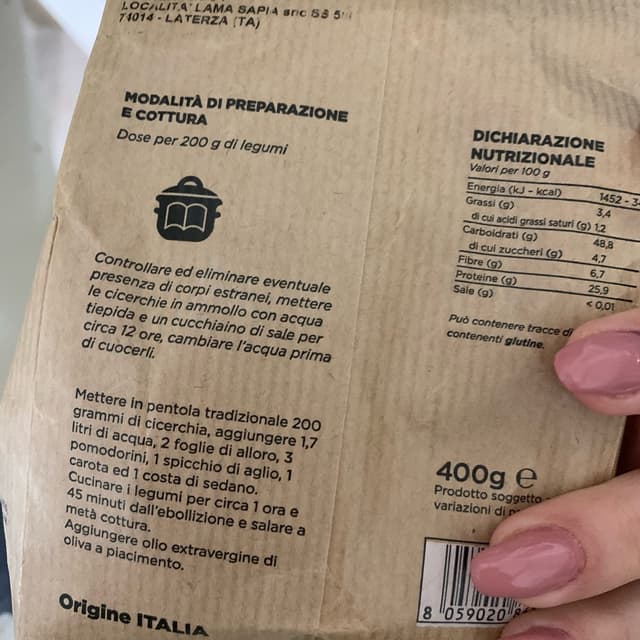 LOCALITA' LAMA SAPIA snc SS
74014 - LATERZA (TA)
MODALITÀ DI PREPARAZIONE
E COTTURA
Dose per 200 g di legumi
Controllare ed eliminare eventuale
presenza di corpi estranei, mettere
le cicerchie in ammollo con acqua
tiepida e un cucchiaino di sale per
circa 12 ore, cambiare l'acqua prima
di cuocerli.
Mettere in pentola tradizionale 200
grammi di cicerchia, aggiungere 1,7
litri di acqua, 2 foglie di alloro, 3
pomodorini, 1 spicchio di aglio, 1
carota ed 1 costa di sedano.
Cucinare i legumi per circa 1 ora e
45 minuti dall'ebollizione e salare a
metà cottura.
Aggiungere olio extravergine di
oliva a piacimento.
Origine ITALIA
DICHIARAZIONE
NUTRIZIONALE
Valori per 100 g
Energia (kJ - kcal) 1452 - 3
Grassi (g) 3,4
di cui acidi grassi saturi (g) 1,2
Carboidrati (g) 48,8
di cui zuccheri (g) 4,7
Fibre (g) 6,7
Proteine (g) 25,9
Sale (g) < 0,01
Può contenere tracce di
contenenti glutine.
400g e
Prodotto soggetto
variazioni di
8 059020